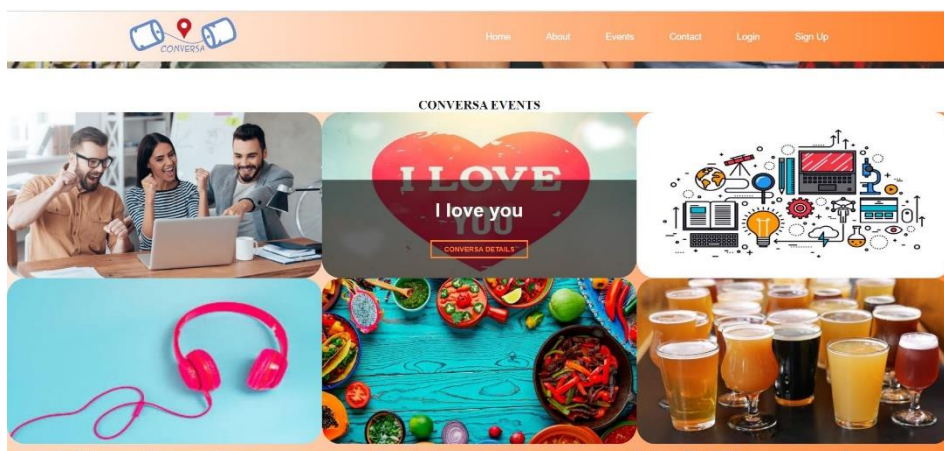 CONVERSA
Home About Events Contact Login Sign Up
CONVERSA EVENTS
I LOVE
YOU
I love you
CONVERSA DETAILS